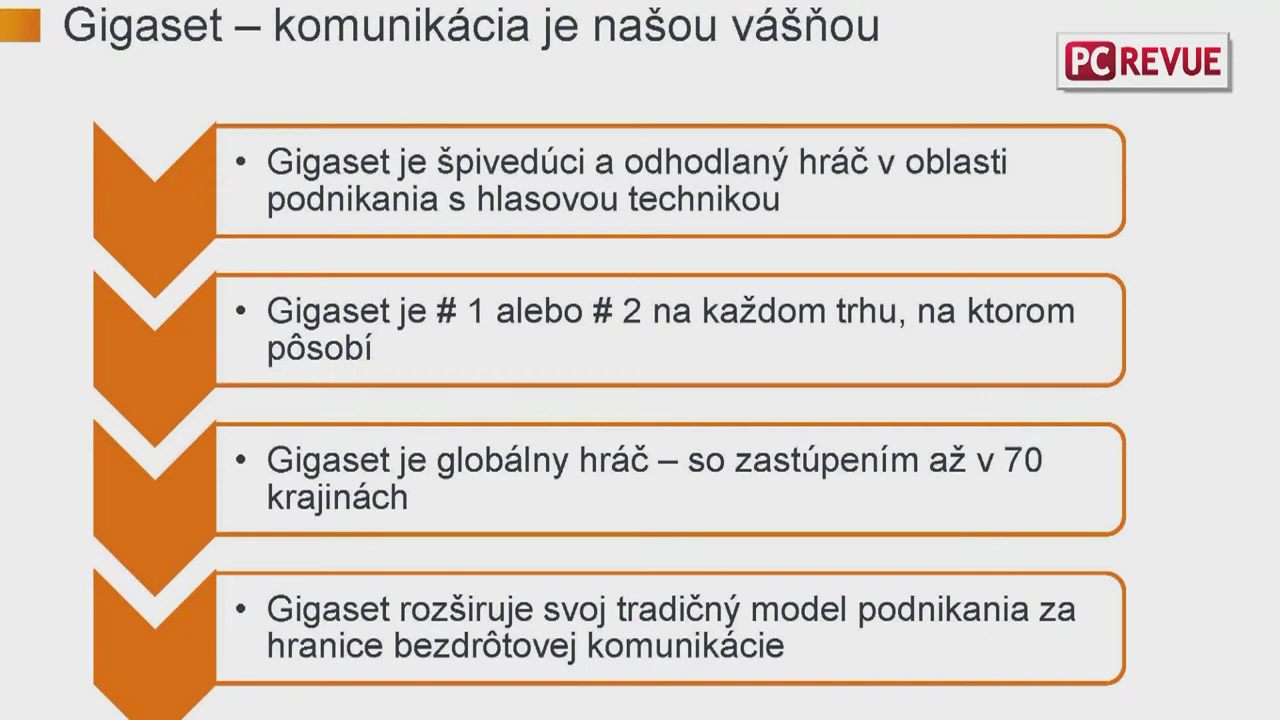 Gigaset – komunikácia je našou vášňou
PC REVUE
• Gigaset je špivedúci a odhodlaný hráč v oblasti
podnikania s hlasovou technikou
• Gigaset je # 1 alebo # 2 na každom trhu, na ktorom
pôsobí
• Gigaset je globálny hráč – so zastúpením až v 70
krajinách
• Gigaset rozširuje svoj tradičný model podnikania za
hranice bezdrôtovej komunikácie